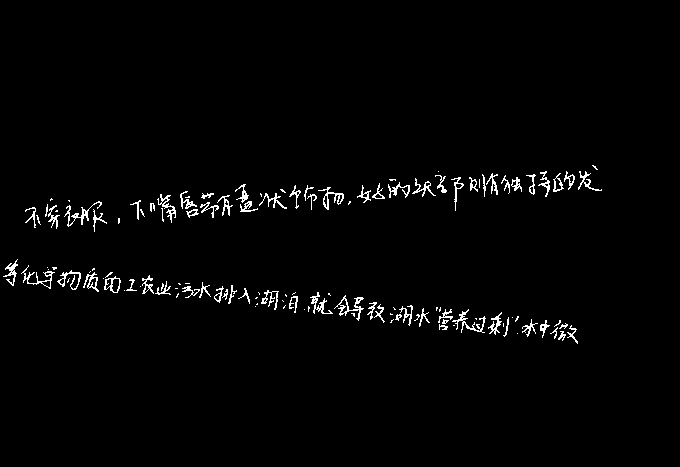 不穿衣服，下嘴唇带有盖状饰物，她的头部则有独特的发
等化学物质的工农业污水排入湖泊，就会导致湖水“营养过剩”水中微